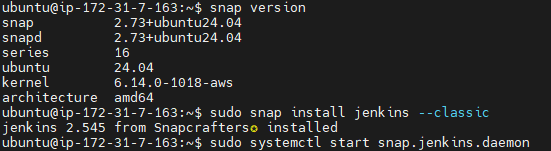 ubuntu@ip-172-31-7-163:~$ snap version
snap          2.73+ubuntu24.04
snapd         2.73+ubuntu24.04
series        16
ubuntu        24.04
kernel        6.14.0-1018-aws
architecture  amd64
ubuntu@ip-172-31-7-163:~$ sudo snap install jenkins --classic
jenkins 2.545 from Snapcrafters✪ installed
ubuntu@ip-172-31-7-163:~$ sudo systemctl start snap.jenkins.daemon